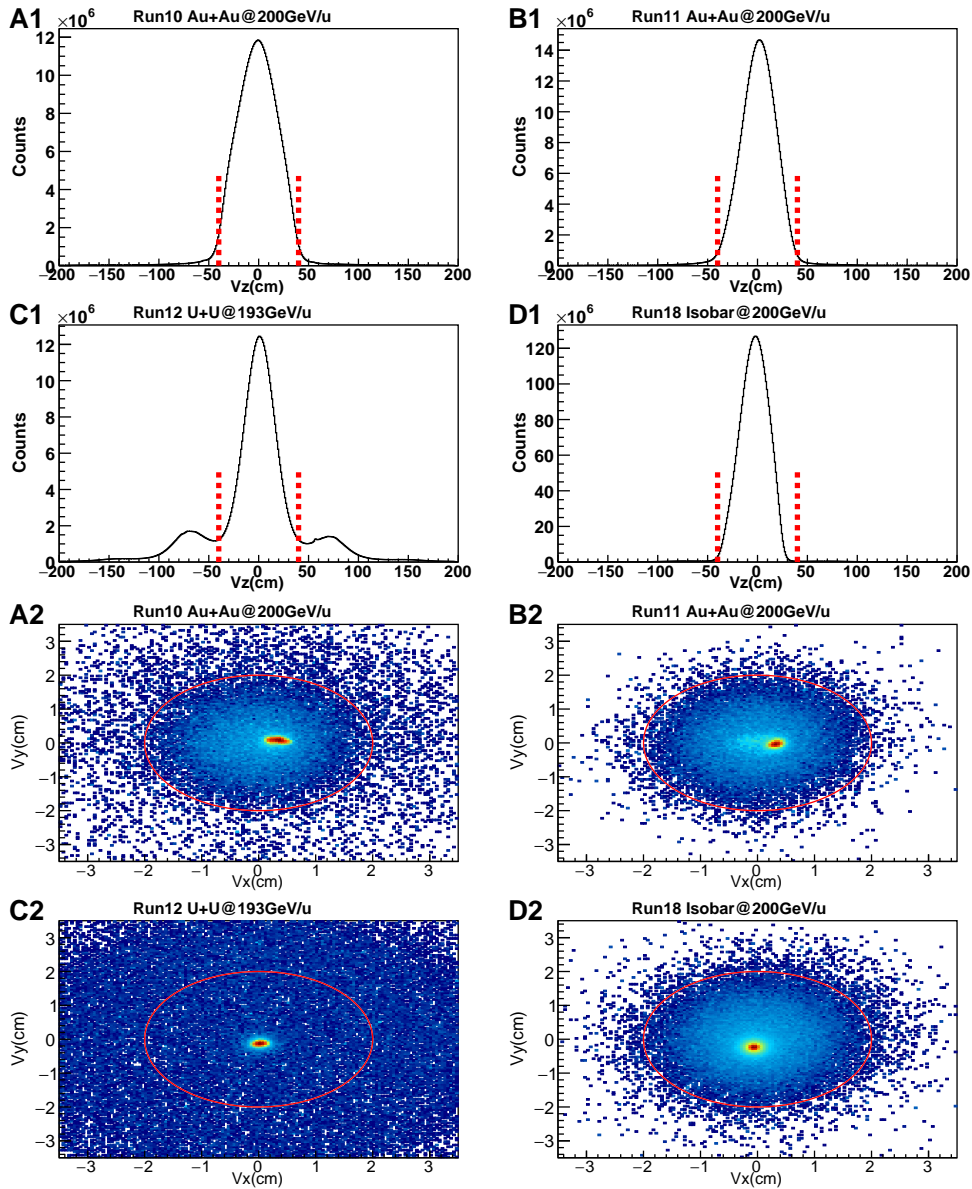 A1 ×10⁶ Run10 Au+Au@200GeV/u
Counts
12
10
8
6
4
2
0
−200 −150 −100 −50 0 50 100 150 200
Vz(cm)
B1 ×10⁶ Run11 Au+Au@200GeV/u
Counts
14
12
10
8
6
4
2
0
−200 −150 −100 −50 0 50 100 150 200
Vz(cm)
C1 ×10⁶ Run12 U+U@193GeV/u
Counts
12
10
8
6
4
2
0
−200 −150 −100 −50 0 50 100 150 200
Vz(cm)
D1 ×10⁶ Run18 Isobar@200GeV/u
Counts
120
100
80
60
40
20
0
−200 −150 −100 −50 0 50 100 150 200
Vz(cm)
A2 Run10 Au+Au@200GeV/u
Vy(cm)
3
2
1
0
−1
−2
−3
−3 −2 −1 0 1 2 3
Vx(cm)
B2 Run11 Au+Au@200GeV/u
Vy(cm)
3
2
1
0
−1
−2
−3
−3 −2 −1 0 1 2 3
Vx(cm)
C2 Run12 U+U@193GeV/u
Vy(cm)
3
2
1
0
−1
−2
−3
−3 −2 −1 0 1 2 3
Vx(cm)
D2 Run18 Isobar@200GeV/u
Vy(cm)
3
2
1
0
−1
−2
−3
−3 −2 −1 0 1 2 3
Vx(cm)